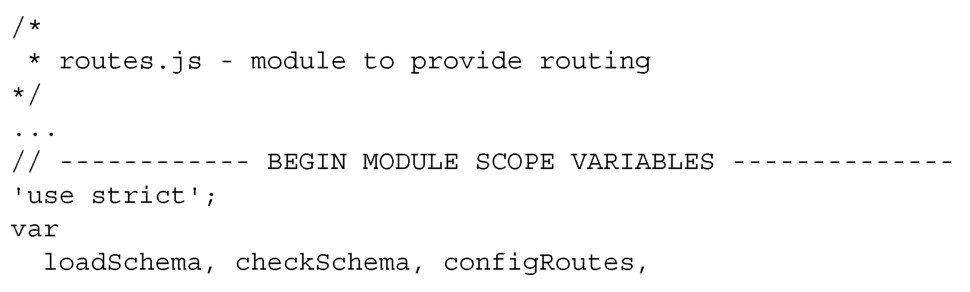 /*
 * routes.js - module to provide routing
*/
...
// ------------ BEGIN MODULE SCOPE VARIABLES --------------
'use strict';
var
  loadSchema, checkSchema, configRoutes,